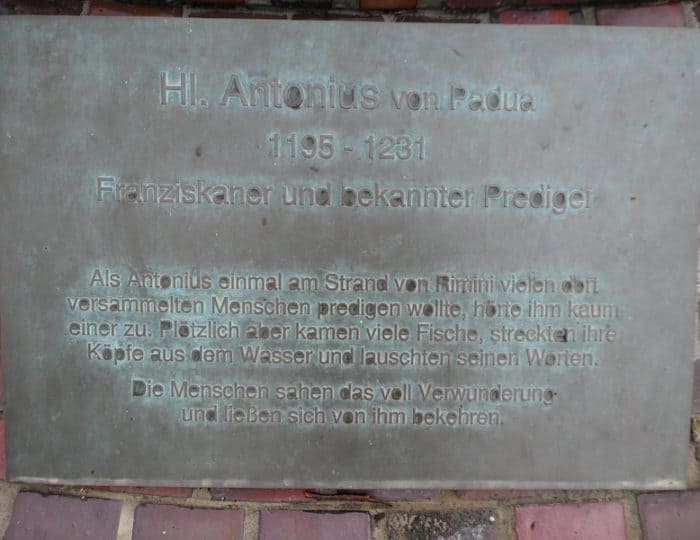 Hl. Antonius von Padua
1195 - 1231
Franziskaner und bekannter Prediger
Als Antonius einmal am Strand von Rimini vielen dort
versammelten Menschen predigen wollte, hörte ihm kaum
einer zu. Plötzlich aber kamen viele Fische, streckten ihre
Köpfe aus dem Wasser und lauschten seinen Worten.
Die Menschen sahen das voll Verwunderung
und ließen sich von ihm bekehren.